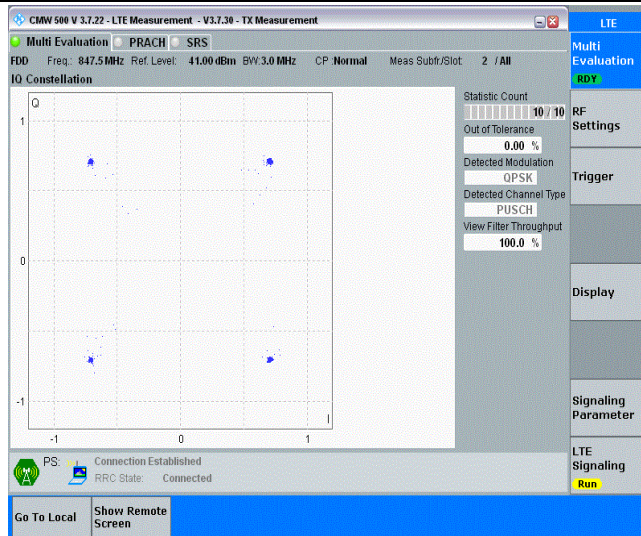 CMW 500 V 3.7.22 - LTE Measurement - V3.7.30 - TX Measurement
LTE
Multi Evaluation PRACH SRS
FDD Freq.: 847.5 MHz Ref. Level: 41.00 dBm BW: 3.0 MHz CP :Normal Meas Subfr./Slot: 2 / All
IQ Constellation
Q
1
0
-1
-1 0 1
I
Statistic Count
10 / 10
Out of Tolerance
0.00 %
Detected Modulation
QPSK
Detected Channel Type
PUSCH
View Filter Throughput
100.0 %
Multi
Evaluation
RDY
RF
Settings
Trigger
Display
Signaling
Parameter
LTE
Signaling
Run
PS: Connection Established
RRC State: Connected
Go To Local
Show Remote
Screen